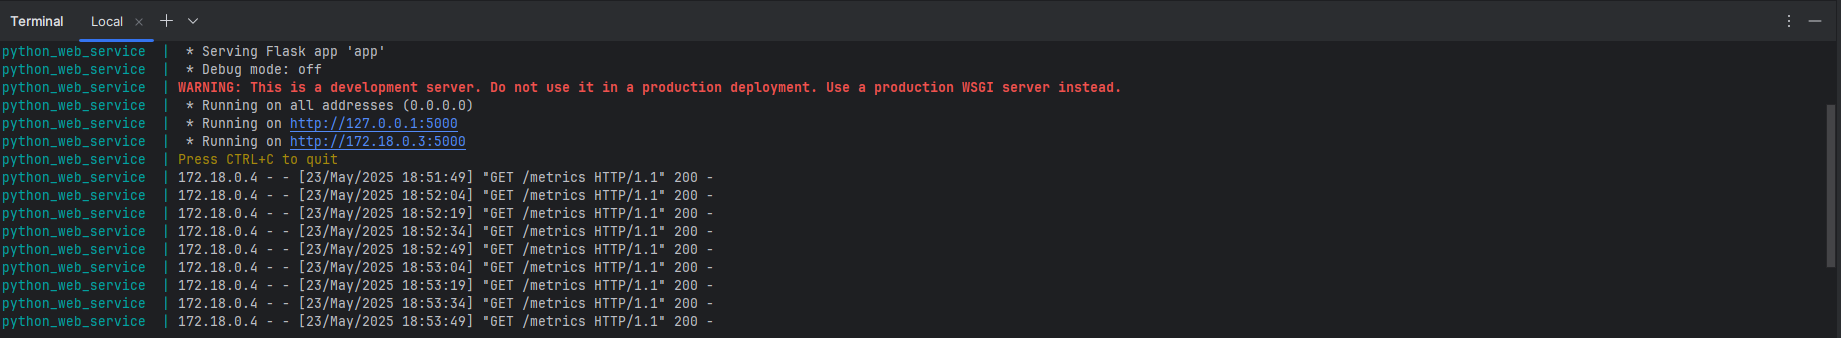 Terminal Local
python_web_service | * Serving Flask app 'app'
python_web_service | * Debug mode: off
python_web_service | WARNING: This is a development server. Do not use it in a production deployment. Use a production WSGI server instead.
python_web_service | * Running on all addresses (0.0.0.0)
python_web_service | * Running on http://127.0.0.1:5000
python_web_service | * Running on http://172.18.0.3:5000
python_web_service | Press CTRL+C to quit
python_web_service | 172.18.0.4 - - [23/May/2025 18:51:49] "GET /metrics HTTP/1.1" 200 -
python_web_service | 172.18.0.4 - - [23/May/2025 18:52:04] "GET /metrics HTTP/1.1" 200 -
python_web_service | 172.18.0.4 - - [23/May/2025 18:52:19] "GET /metrics HTTP/1.1" 200 -
python_web_service | 172.18.0.4 - - [23/May/2025 18:52:34] "GET /metrics HTTP/1.1" 200 -
python_web_service | 172.18.0.4 - - [23/May/2025 18:52:49] "GET /metrics HTTP/1.1" 200 -
python_web_service | 172.18.0.4 - - [23/May/2025 18:53:04] "GET /metrics HTTP/1.1" 200 -
python_web_service | 172.18.0.4 - - [23/May/2025 18:53:19] "GET /metrics HTTP/1.1" 200 -
python_web_service | 172.18.0.4 - - [23/May/2025 18:53:34] "GET /metrics HTTP/1.1" 200 -
python_web_service | 172.18.0.4 - - [23/May/2025 18:53:49] "GET /metrics HTTP/1.1" 200 -